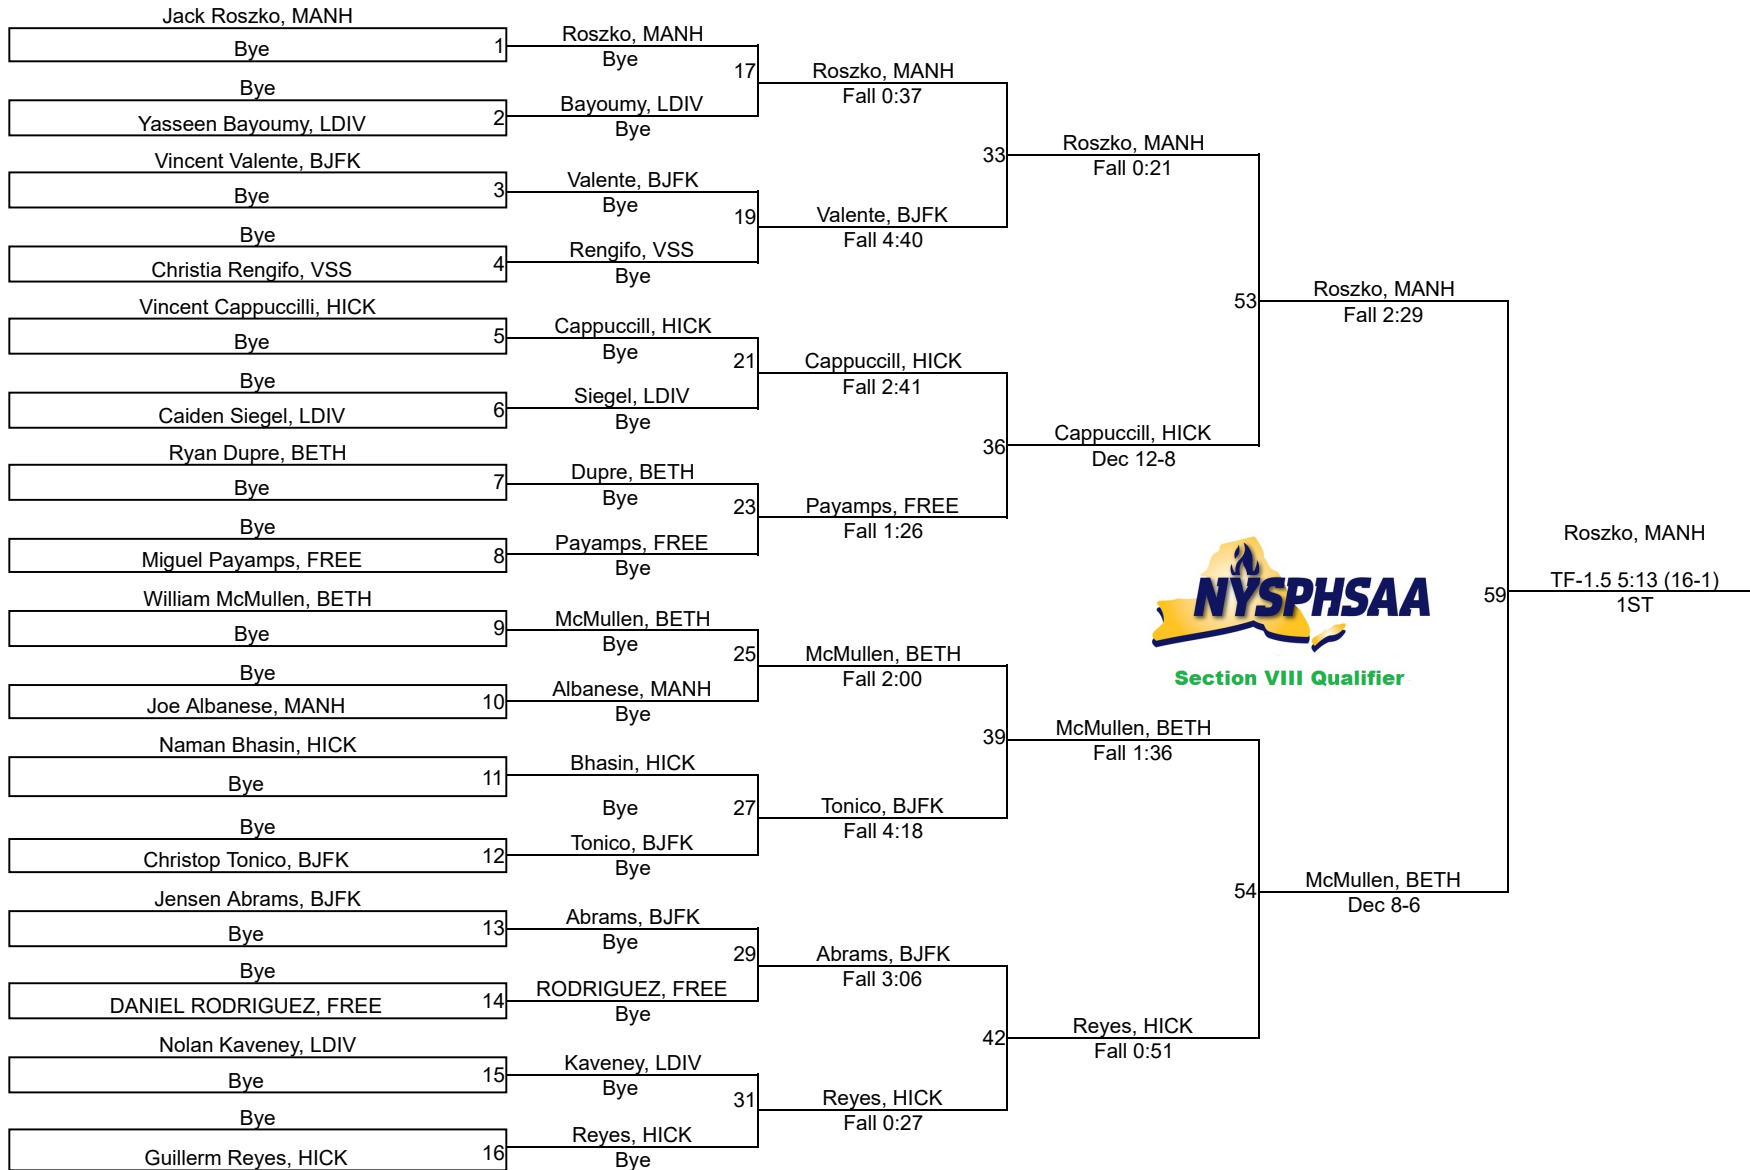 Jack Roszko, MANH
Bye
1
Bye
Yasseen Bayoumy, LDIV
2
Vincent Valente, BJFK
Bye
3
Bye
Christia Rengifo, VSS
4
Vincent Cappuccilli, HICK
Bye
5
Bye
Caiden Siegel, LDIV
6
Ryan Dupre, BETH
Bye
7
Bye
Miguel Payamps, FREE
8
William McMullen, BETH
Bye
9
Bye
Joe Albanese, MANH
10
Naman Bhasin, HICK
Bye
11
Bye
Christop Tonico, BJFK
12
Jensen Abrams, BJFK
Bye
13
Bye
DANIEL RODRIGUEZ, FREE
14
Nolan Kaveney, LDIV
Bye
15
Bye
Guillerm Reyes, HICK
16
Roszko, MANH
Bye
17
Bayoumy, LDIV
Bye
Valente, BJFK
Bye
19
Rengifo, VSS
Bye
Cappuccill, HICK
Bye
21
Siegel, LDIV
Bye
Dupre, BETH
Bye
23
Payamps, FREE
Bye
McMullen, BETH
Bye
25
Albanese, MANH
Bye
Bhasin, HICK
Bye
27
Tonico, BJFK
Bye
Abrams, BJFK
Bye
29
RODRIGUEZ, FREE
Bye
Kaveney, LDIV
Bye
31
Reyes, HICK
Bye
Roszko, MANH
Fall 0:37
33
Valente, BJFK
Fall 4:40
Cappuccill, HICK
Fall 2:41
36
Payamps, FREE
Fall 1:26
McMullen, BETH
Fall 2:00
39
Tonico, BJFK
Fall 4:18
Abrams, BJFK
Fall 3:06
42
Reyes, HICK
Fall 0:27
Roszko, MANH
Fall 0:21
53
Cappuccill, HICK
Dec 12-8
McMullen, BETH
Fall 1:36
54
Reyes, HICK
Fall 0:51
Roszko, MANH
Fall 2:29
NYSPHSAA
Section VIII Qualifier
59
McMullen, BETH
Dec 8-6
Roszko, MANH
TF-1.5 5:13 (16-1)
1ST